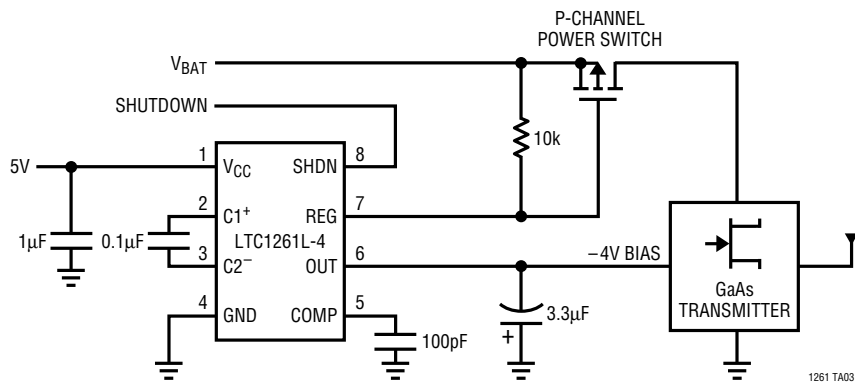 P-CHANNEL
POWER SWITCH
VBAT
SHUTDOWN
10k
5V
1
VCC
SHDN
8
2
C1+
REG
7
1µF
0.1µF
LTC1261L-4
3
C2–
OUT
6
–4V BIAS
4
GND
COMP
5
100pF
3.3µF
+
GaAs
TRANSMITTER
1261 TA03